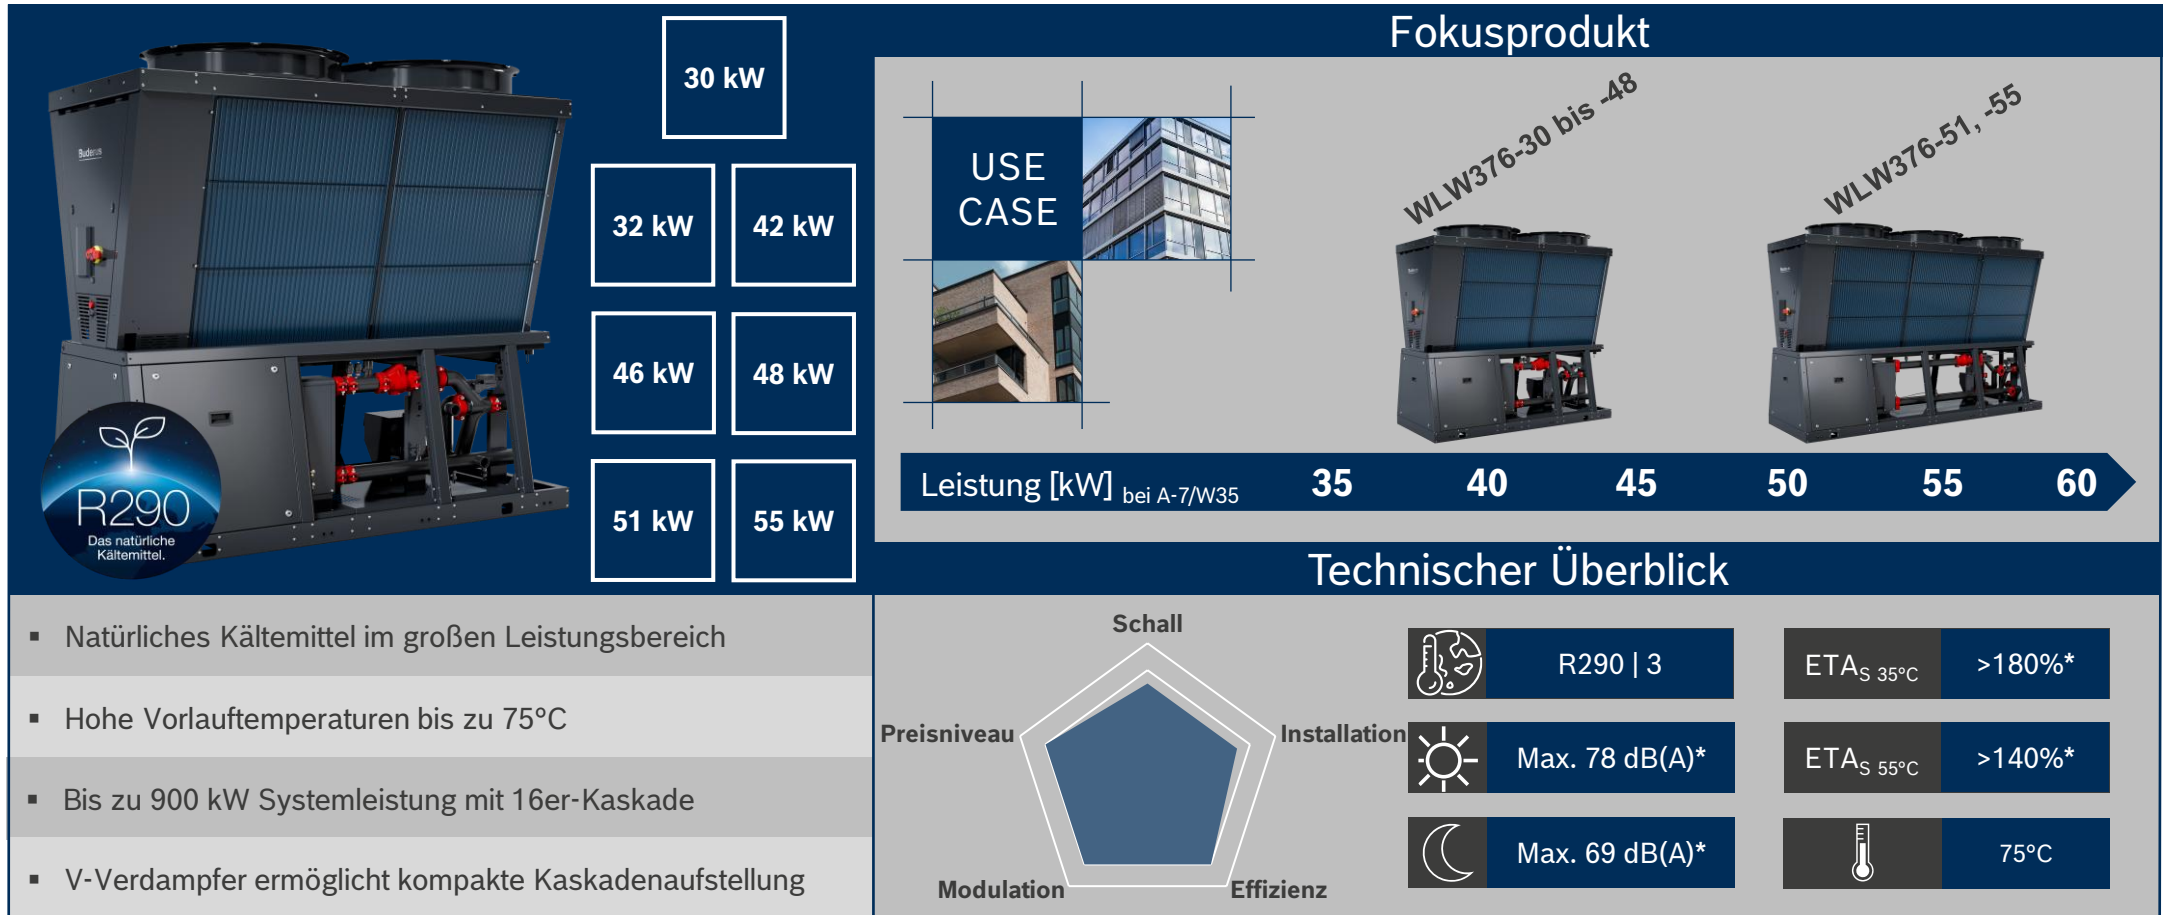 Fokusprodukt
Buderus
R290
Das natürliche
Kältemittel.
30 kW
32 kW
42 kW
46 kW
48 kW
51 kW
55 kW
USE
CASE
WLW376-30 bis -48
WLW376-51, -55
Leistung [kW] bei A-7/W35 35 40 45 50 55 60
▪ Natürliches Kältemittel im großen Leistungsbereich
▪ Hohe Vorlauftemperaturen bis zu 75°C
▪ Bis zu 900 kW Systemleistung mit 16er-Kaskade
▪ V-Verdampfer ermöglicht kompakte Kaskadenaufstellung
Technischer Überblick
Schall
Preisniveau
Installation
Modulation
Effizienz
R290 | 3
Max. 78 dB(A)*
Max. 69 dB(A)*
ETAS 35°C >180%*
ETAS 55°C >140%*
75°C